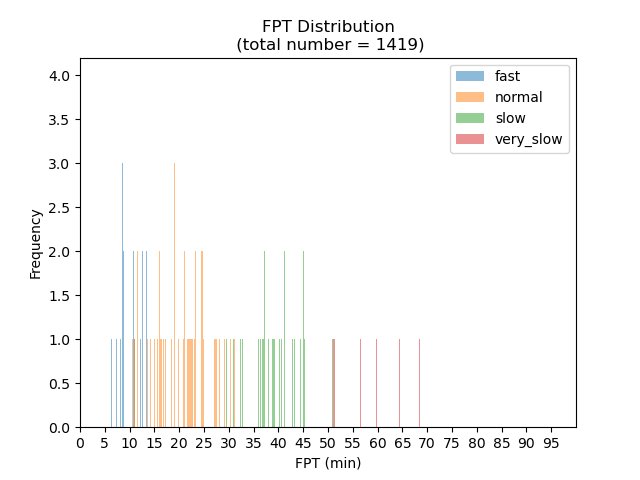 FPT Distribution
(total number = 1419)
fast
normal
slow
very_slow
Frequency
4.0
3.5
3.0
2.5
2.0
1.5
1.0
0.5
0.0
0 5 10 15 20 25 30 35 40 45 50 55 60 65 70 75 80 85 90 95
FPT (min)